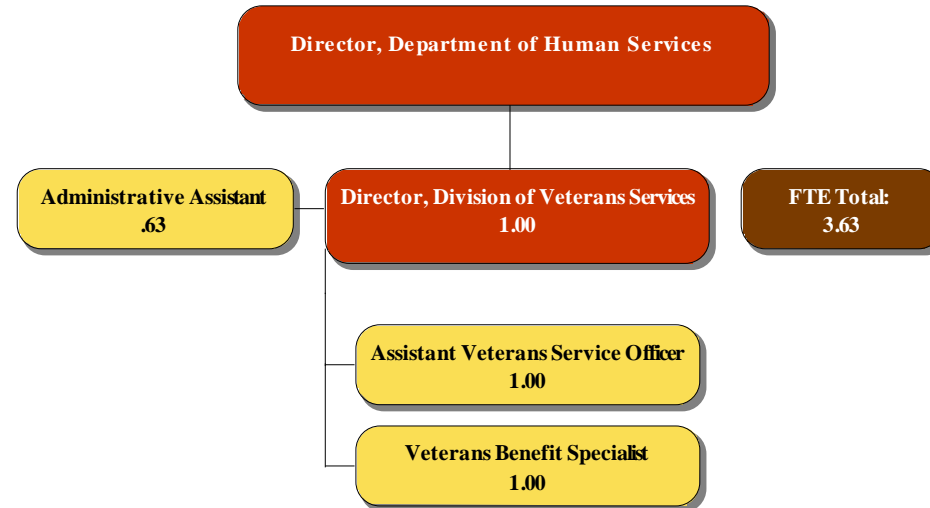 Director, Department of Human Services
Administrative Assistant
.63
Director, Division of Veterans Services
1.00
FTE Total:
3.63
Assistant Veterans Service Officer
1.00
Veterans Benefit Specialist
1.00